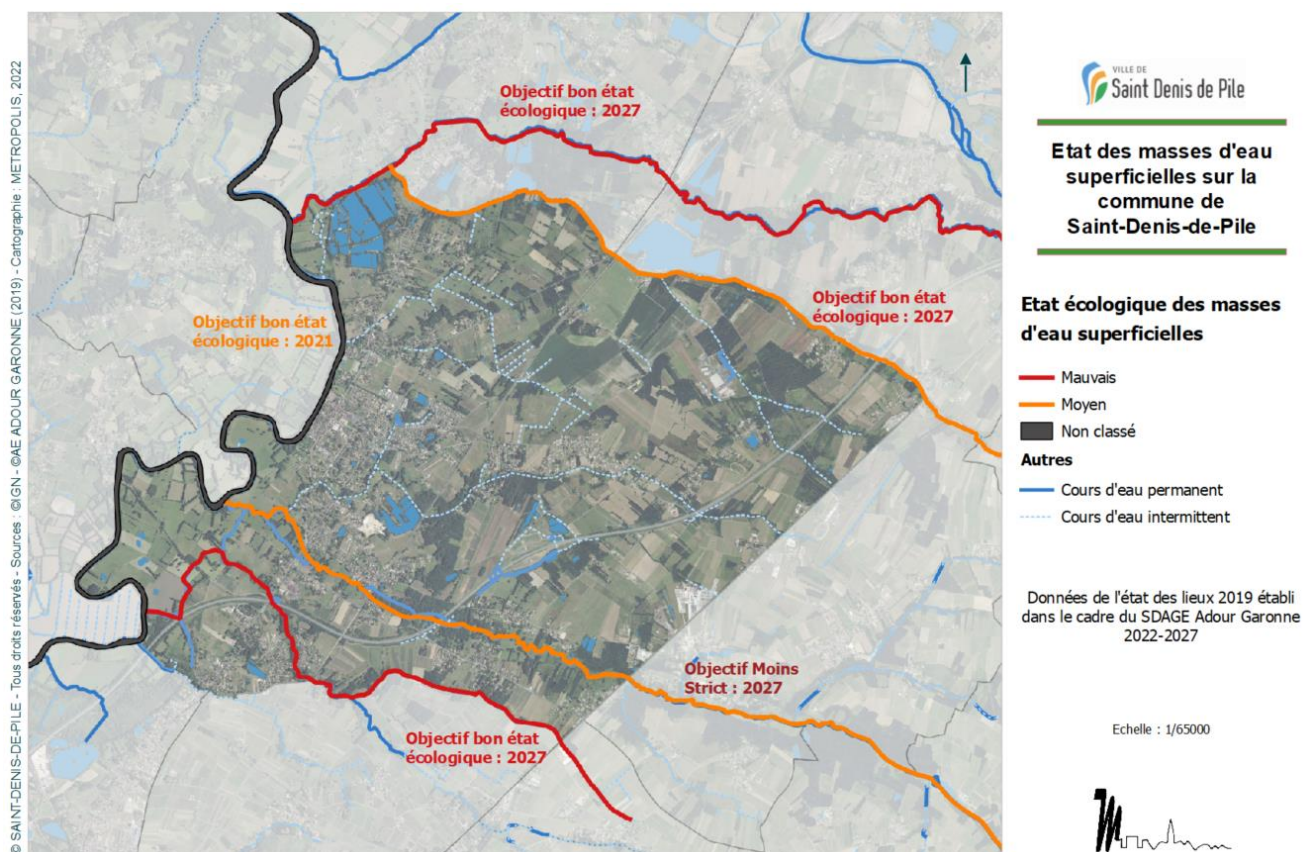 © SAINT-DENIS-DE-PILE - Tous droits réservés - Sources : ©IGN - ©AE ADOUR GARONNE (2019) - Cartographie : METROPOLIS, 2022
Objectif bon état
écologique : 2027
Objectif bon état
écologique : 2021
Objectif bon état
écologique : 2027
Objectif Moins
Strict : 2027
Objectif bon état
écologique : 2027
VILLE DE
Saint Denis de Pile
Etat des masses d'eau
superficielles sur la
commune de
Saint-Denis-de-Pile
Etat écologique des masses
d'eau superficielles
Mauvais
Moyen
Non classé
Autres
Cours d'eau permanent
Cours d'eau intermittent
Données de l'état des lieux 2019 établi
dans le cadre du SDAGE Adour Garonne
2022-2027
Echelle : 1/65000